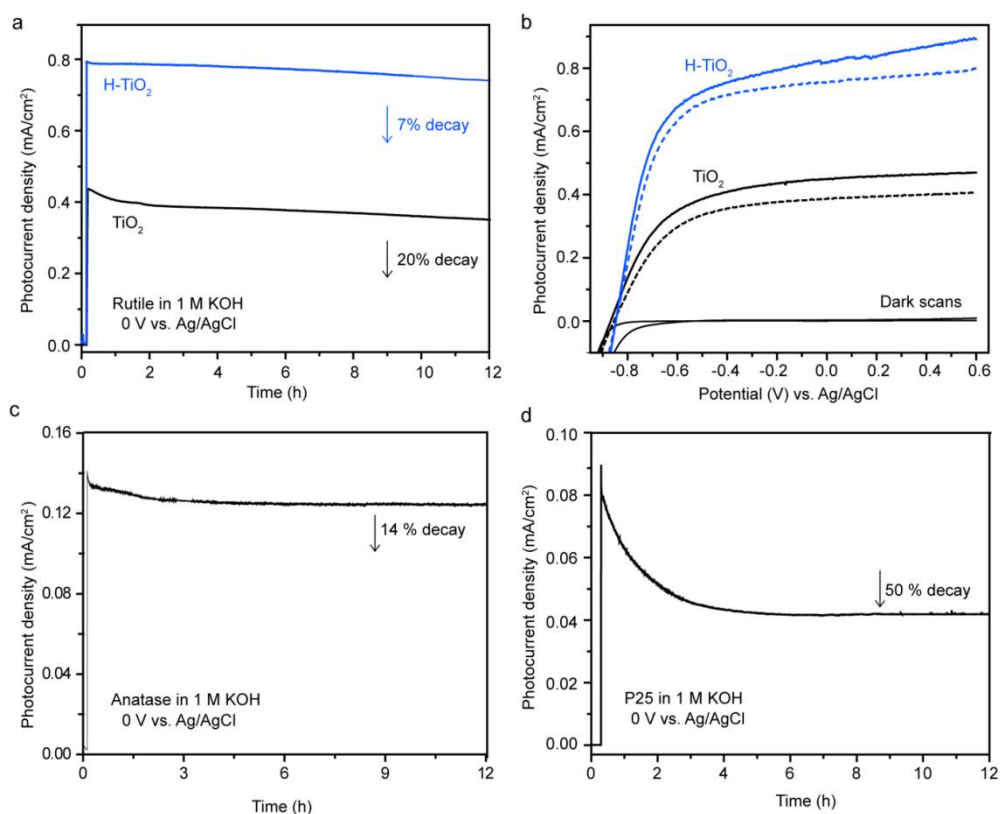 a
Photocurrent density (mA/cm²)
0.8
0.6
0.4
0.2
0.0
H-TiO₂
7% decay
TiO₂
20% decay
Rutile in 1 M KOH
0 V vs. Ag/AgCl
0 2 4 6 8 10 12
Time (h)
b
Photocurrent density (mA/cm²)
0.8
0.6
0.4
0.2
0.0
H-TiO₂
TiO₂
Dark scans
-0.8 -0.6 -0.4 -0.2 0.0 0.2 0.4 0.6
Potential (V) vs. Ag/AgCl
c
Photocurrent density (mA/cm²)
0.16
0.12
0.08
0.04
0.00
14 % decay
Anatase in 1 M KOH
0 V vs. Ag/AgCl
0 3 6 9 12
Time (h)
d
Photocurrent density (mA/cm²)
0.10
0.08
0.06
0.04
0.02
0.00
50 % decay
P25 in 1 M KOH
0 V vs. Ag/AgCl
0 2 4 6 8 10 12
Time (h)